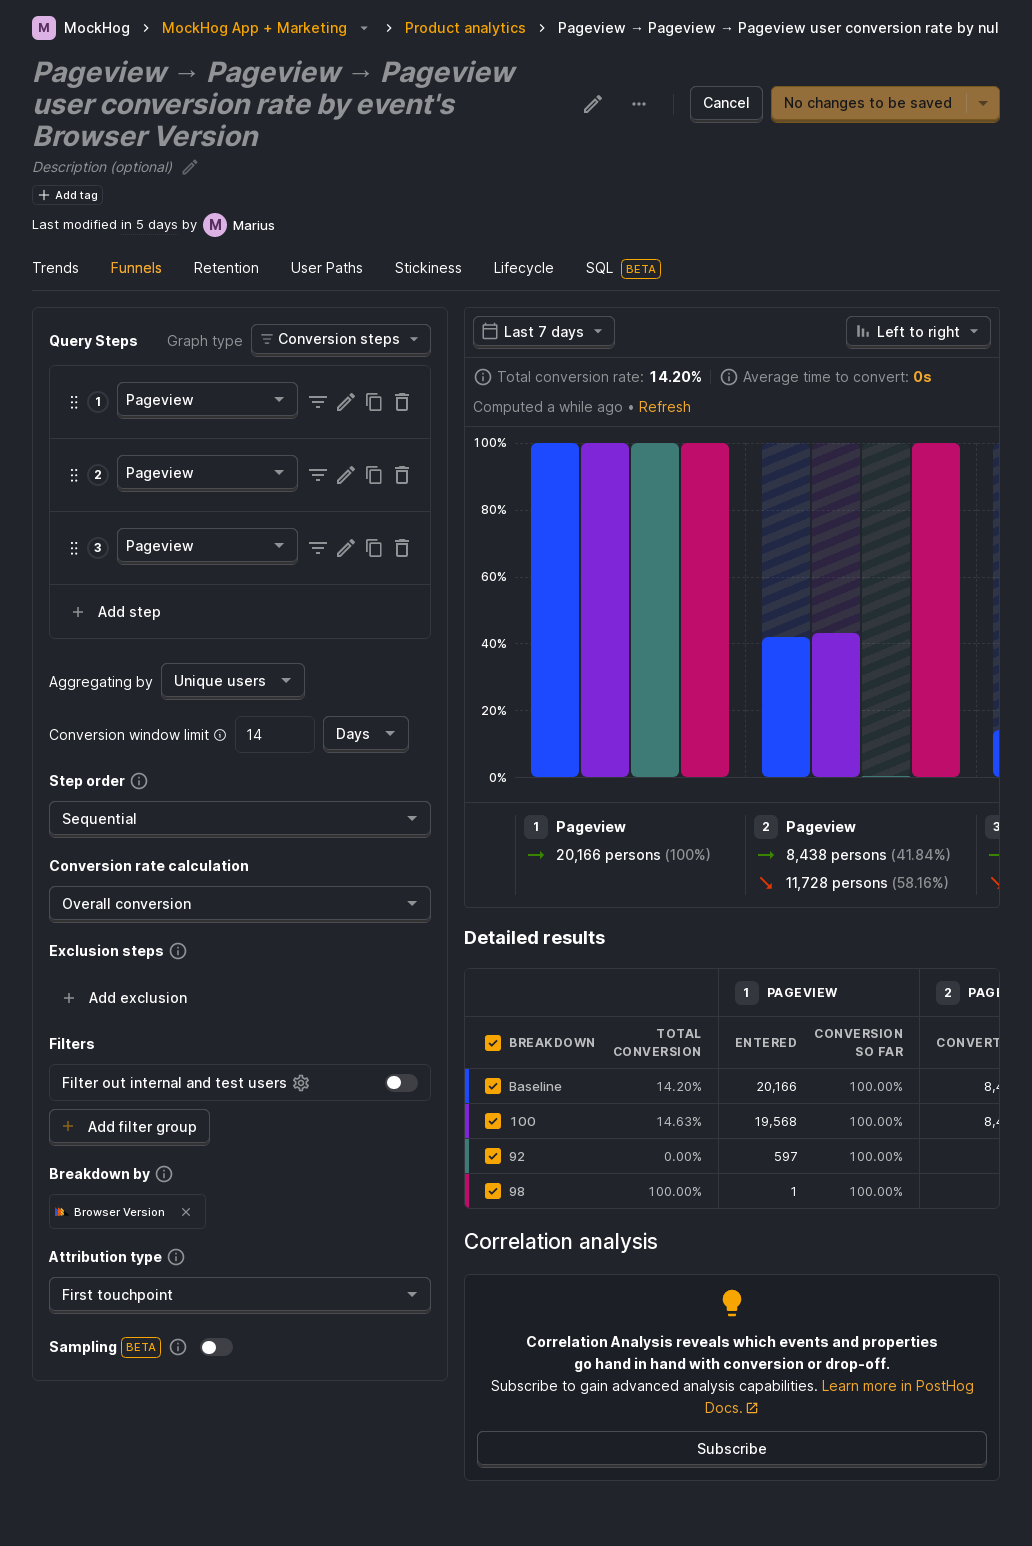 M MockHog > MockHog App + Marketing > Product analytics > Pageview → Pageview → Pageview user conversion rate by nul
Pageview → Pageview → Pageview
user conversion rate by event's
Browser Version
Cancel
No changes to be saved
Description (optional)
Add tag
Last modified in 5 days by M Marius
Trends Funnels Retention User Paths Stickiness Lifecycle SQL BETA
Query Steps Graph type Conversion steps
1 Pageview
2 Pageview
3 Pageview
Add step
Aggregating by Unique users
Conversion window limit 14 Days
Step order
Sequential
Conversion rate calculation
Overall conversion
Exclusion steps
Add exclusion
Filters
Filter out internal and test users
Add filter group
Breakdown by
Browser Version
Attribution type
First touchpoint
Sampling BETA
Last 7 days Left to right
Total conversion rate: 14.20% Average time to convert: 0s
Computed a while ago • Refresh
100%
80%
60%
40%
20%
0%
1 Pageview 2 Pageview 3
20,166 persons (100%) 8,438 persons (41.84%)
11,728 persons (58.16%)
Detailed results
1 PAGEVIEW 2 PAGE
BREAKDOWN TOTAL CONVERSION ENTERED CONVERSION SO FAR CONVERT
Baseline 14.20% 20,166 100.00% 8,4
100 14.63% 19,568 100.00% 8,4
92 0.00% 597 100.00%
98 100.00% 1 100.00%
Correlation analysis
Correlation Analysis reveals which events and properties
go hand in hand with conversion or drop-off.
Subscribe to gain advanced analysis capabilities. Learn more in PostHog
Docs.
Subscribe